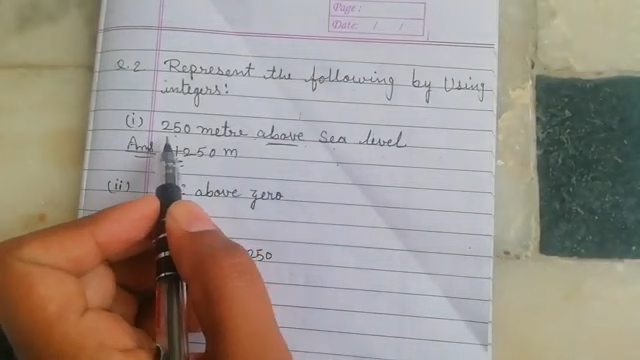 Page:
Date: / /
Q.2 Represent the following by Using
integers:
(i) 250 metre above Sea level
Ans +250 m
(ii) above zero
250